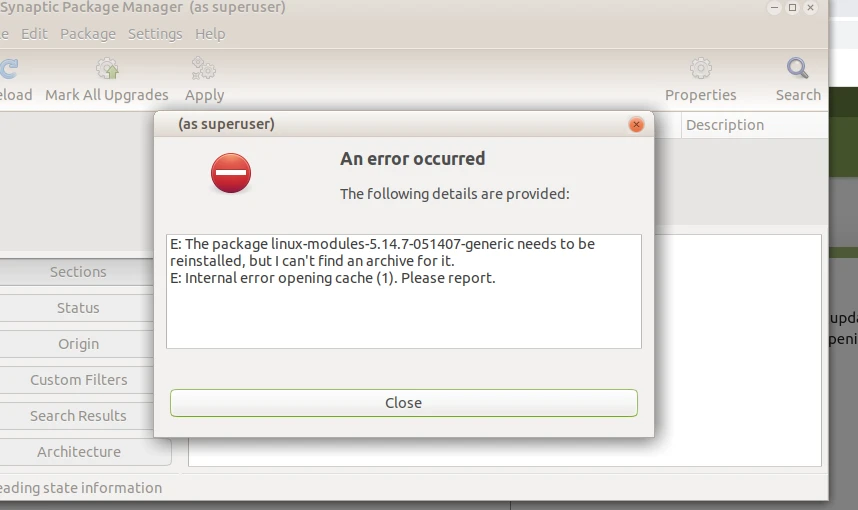 Synaptic Package Manager (as superuser)
Edit Package Settings Help
Mark All Upgrades Apply Properties Search
(as superuser)
Description
An error occurred
The following details are provided:
E: The package linux-modules-5.14.7-051407-generic needs to be
reinstalled, but I can't find an archive for it.
E: Internal error opening cache (1). Please report.
Sections
Status
Origin
Custom Filters
Close
Search Results
Architecture
state information